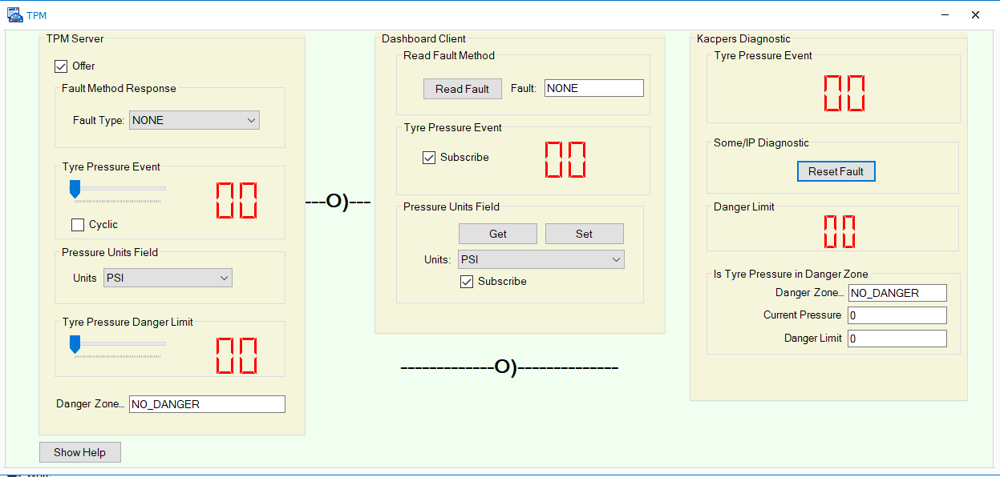 TPM
TPM Server
Offer
Fault Method Response
Fault Type: NONE
Tyre Pressure Event
00
Cyclic
Pressure Units Field
Units PSI
Tyre Pressure Danger Limit
00
Danger Zone... NO_DANGER
Show Help
---O)---
Dashboard Client
Read Fault Method
Read Fault Fault: NONE
Tyre Pressure Event
Subscribe 00
Pressure Units Field
Get Set
Units: PSI
Subscribe
-------------O)--------------
Kacpers Diagnostic
Tyre Pressure Event
00
Some/IP Diagnostic
Reset Fault
Danger Limit
00
Is Tyre Pressure in Danger Zone
Danger Zone... NO_DANGER
Current Pressure 0
Danger Limit 0